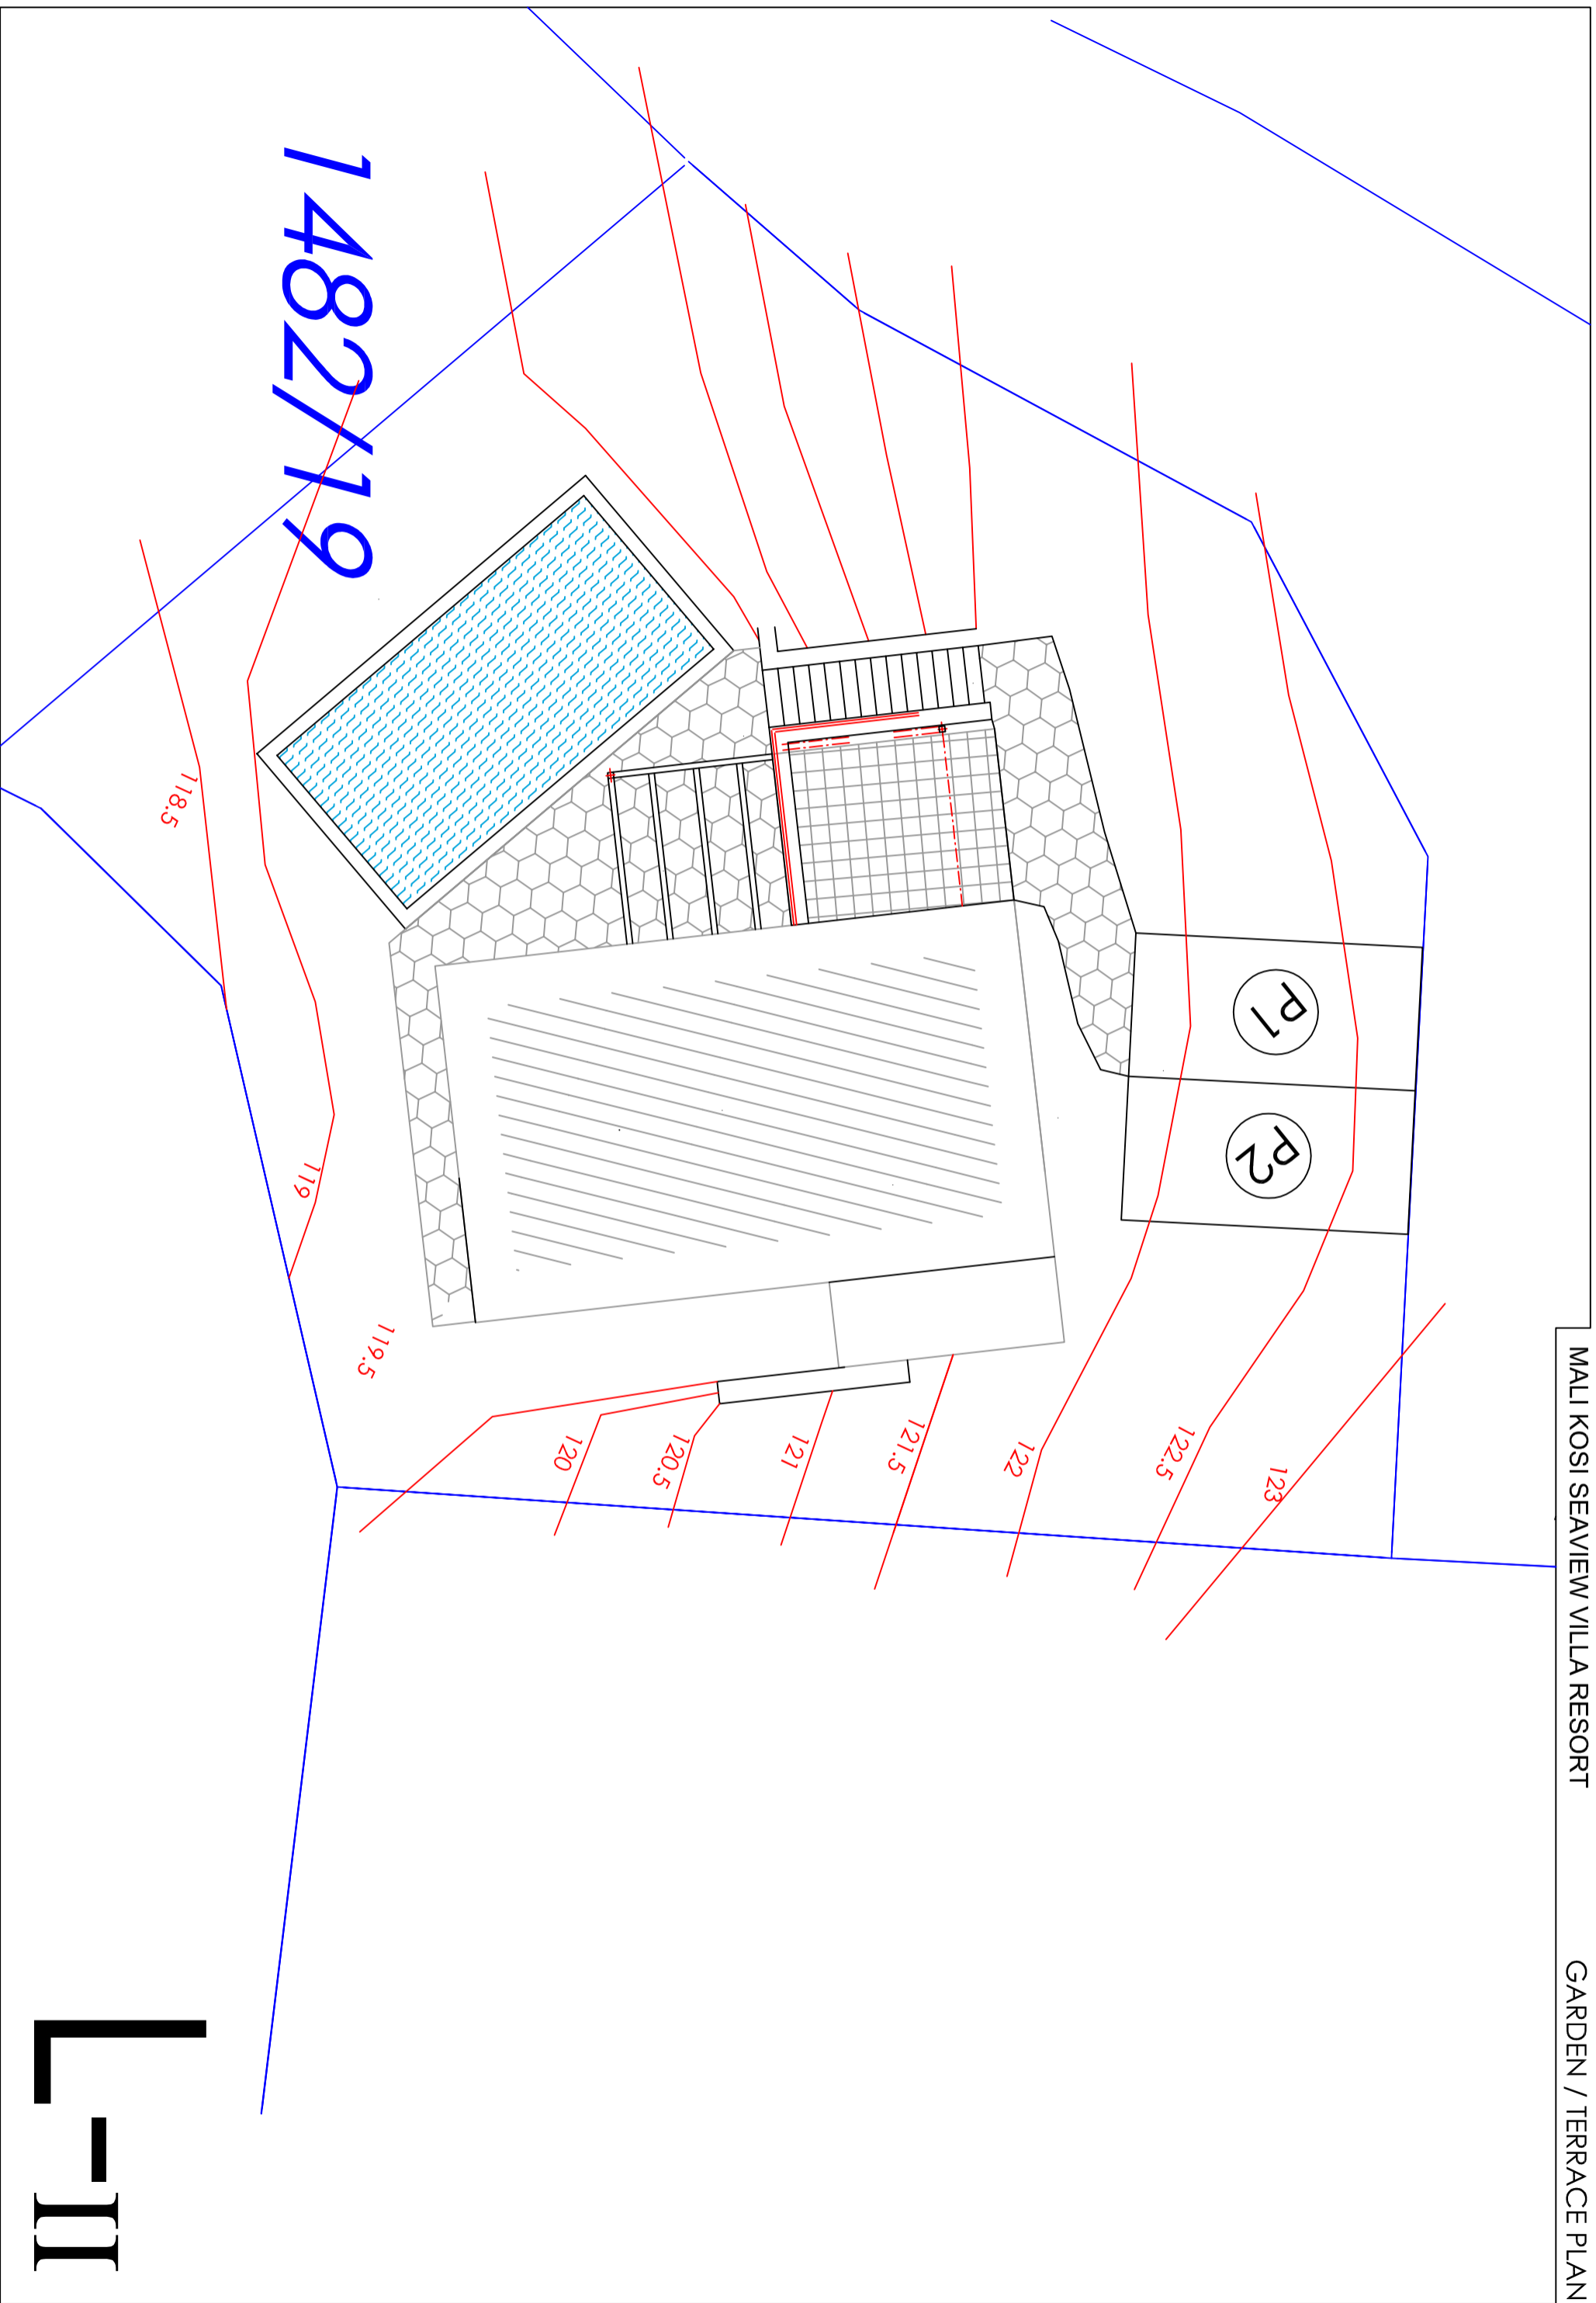 MALI KOSI SEAVIEW VILLA RESORT
GARDEN / TERRACE PLAN
P1
P2
123
122.5
122
121.5
121
120.5
120
119.5
119
118.5
1482/19
L-II